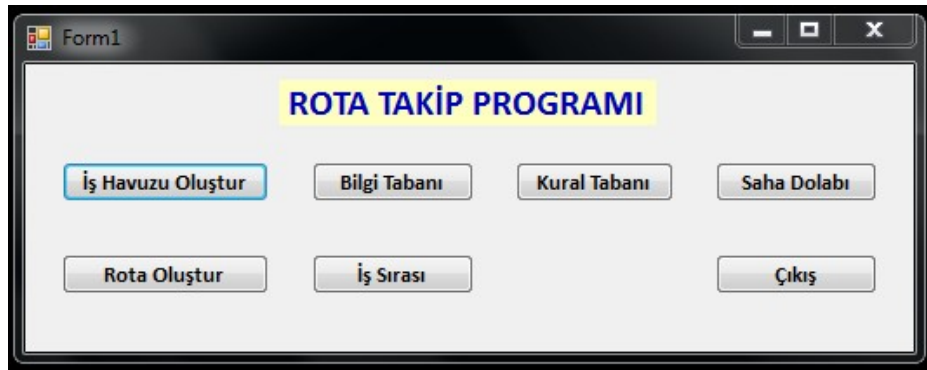 Form1
ROTA TAKİP PROGRAMI
İş Havuzu Oluştur Bilgi Tabanı Kural Tabanı Saha Dolabı
Rota Oluştur İş Sırası Çıkış